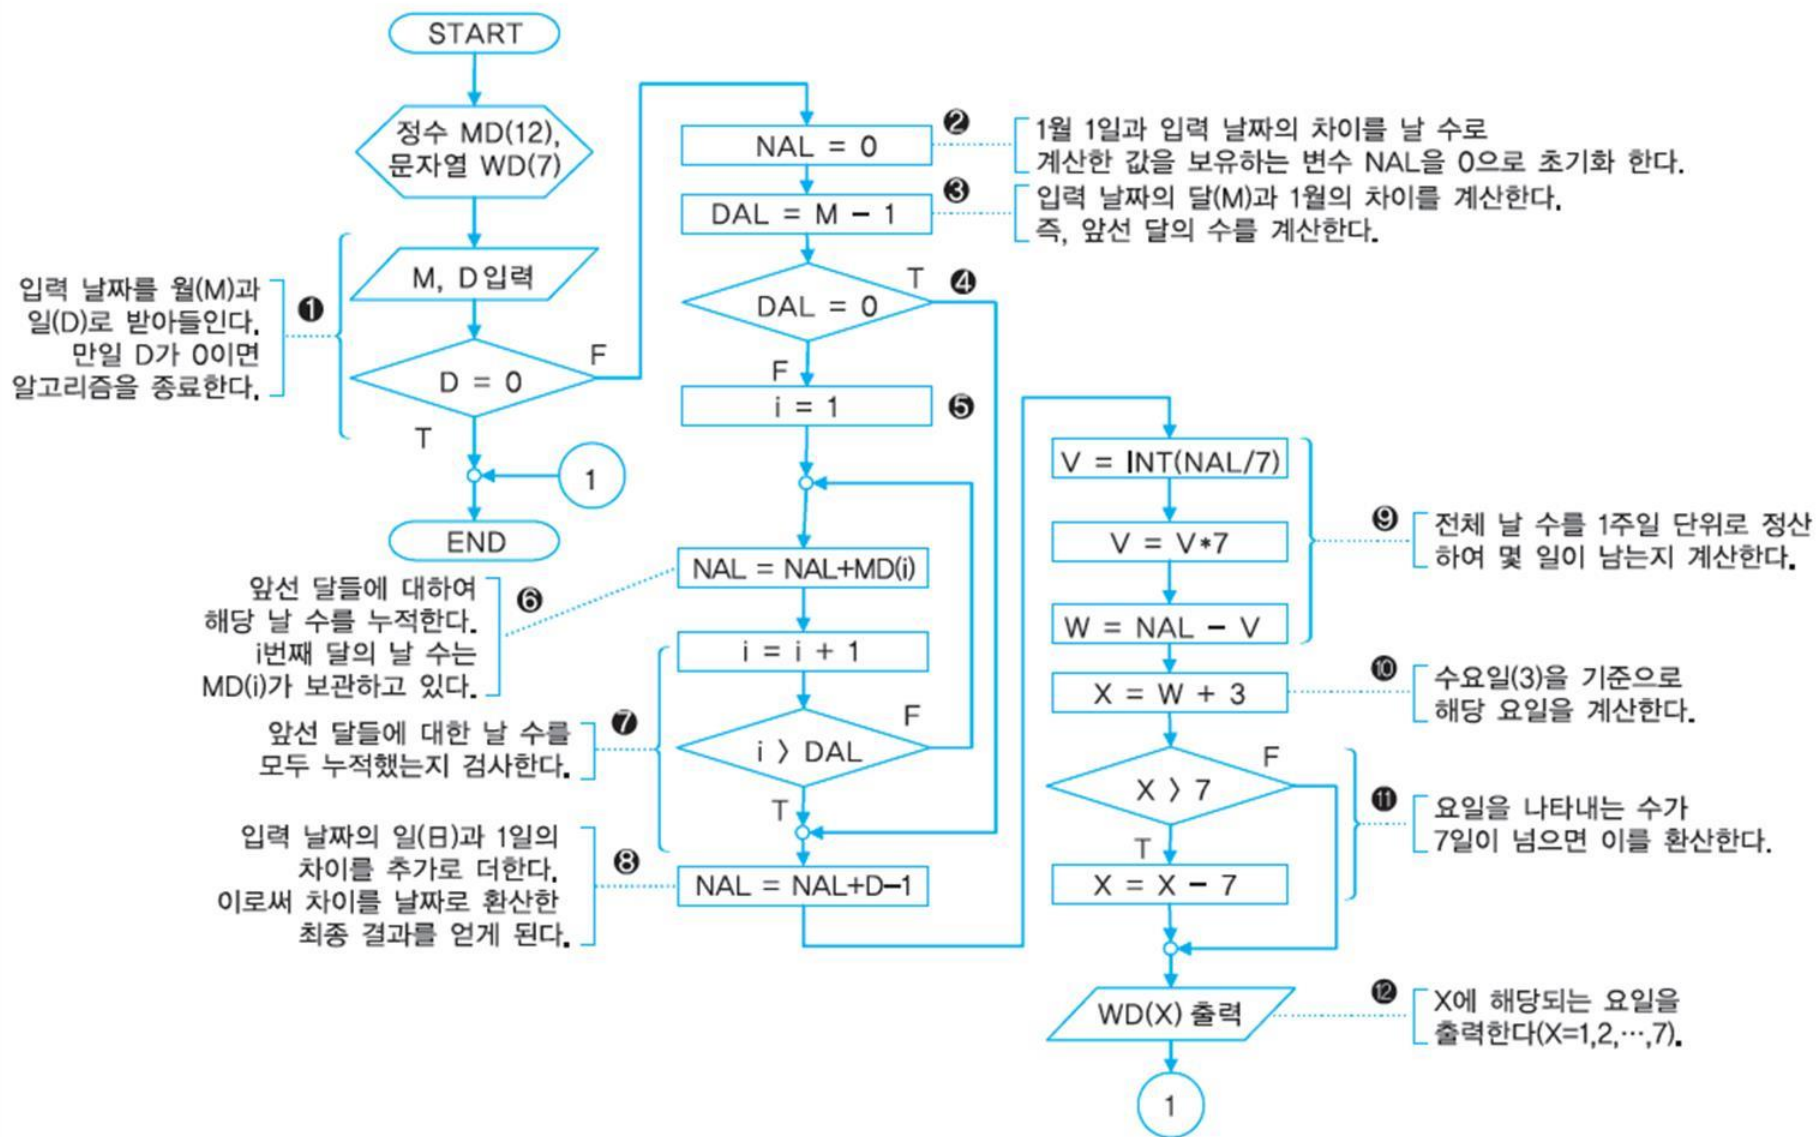 START
정수 MD(12),
문자열 WD(7)
M, D 입력
입력 날짜를 월(M)과
일(D)로 받아들인다.
만일 D가 0이면
알고리즘을 종료한다.
❶
D = 0
F
T
1
END
NAL = 0
❷
1월 1일과 입력 날짜의 차이를 날 수로
계산한 값을 보유하는 변수 NAL을 0으로 초기화 한다.
DAL = M - 1
❸
입력 날짜의 달(M)과 1월의 차이를 계산한다.
즉, 앞선 달의 수를 계산한다.
DAL = 0
T
❹
F
i = 1
❺
NAL = NAL+MD(i)
❻
앞선 달들에 대하여
해당 날 수를 누적한다.
i번째 달의 날 수는
MD(i)가 보관하고 있다.
i = i + 1
❼
앞선 달들에 대한 날 수를
모두 누적했는지 검사한다.
i 〉 DAL
F
T
입력 날짜의 일(日)과 1일의
차이를 추가로 더한다.
이로써 차이를 날짜로 환산한
최종 결과를 얻게 된다.
❽
NAL = NAL+D-1
V = INT(NAL/7)
V = V*7
W = NAL - V
❾
전체 날 수를 1주일 단위로 정산
하여 몇 일이 남는지 계산한다.
X = W + 3
❿
수요일(3)을 기준으로
해당 요일을 계산한다.
X 〉 7
F
T
X = X - 7
⓫
요일을 나타내는 수가
7일이 넘으면 이를 환산한다.
WD(X) 출력
⓬
X에 해당되는 요일을
출력한다(X=1,2,…,7).
1